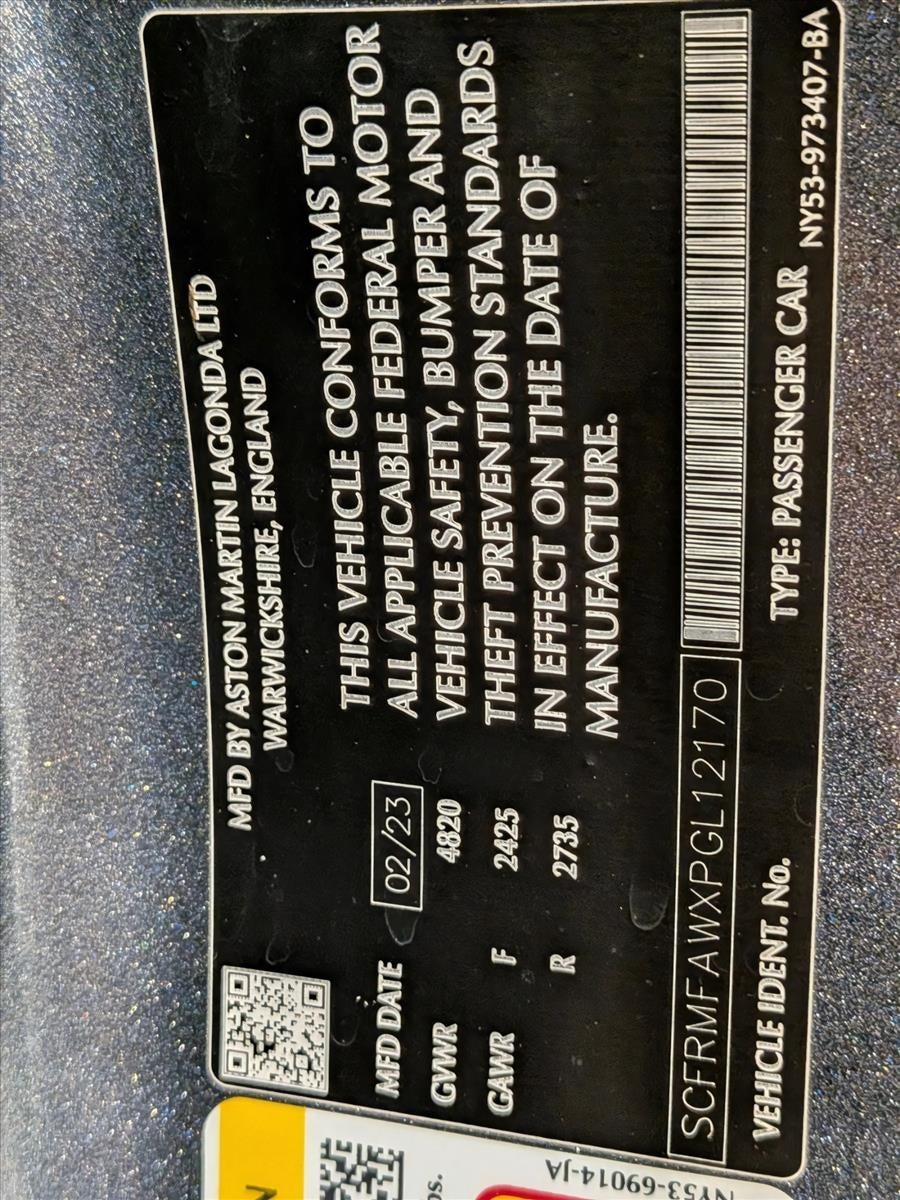 MFD BY ASTON MARTIN LAGONDA LTD
WARWICKSHIRE, ENGLAND
MFD DATE 02/23
GVWR 4820
GAWR F 2425
R 2735
THIS VEHICLE CONFORMS TO
ALL APPLICABLE FEDERAL MOTOR
VEHICLE SAFETY, BUMPER AND
THEFT PREVENTION STANDARDS
IN EFFECT ON THE DATE OF
MANUFACTURE.
SCFRMFAWXPGL12170
VEHICLE IDENT. No.
TYPE: PASSENGER CAR
NY53-973407-BA
N
os.
NY53-69014-JA